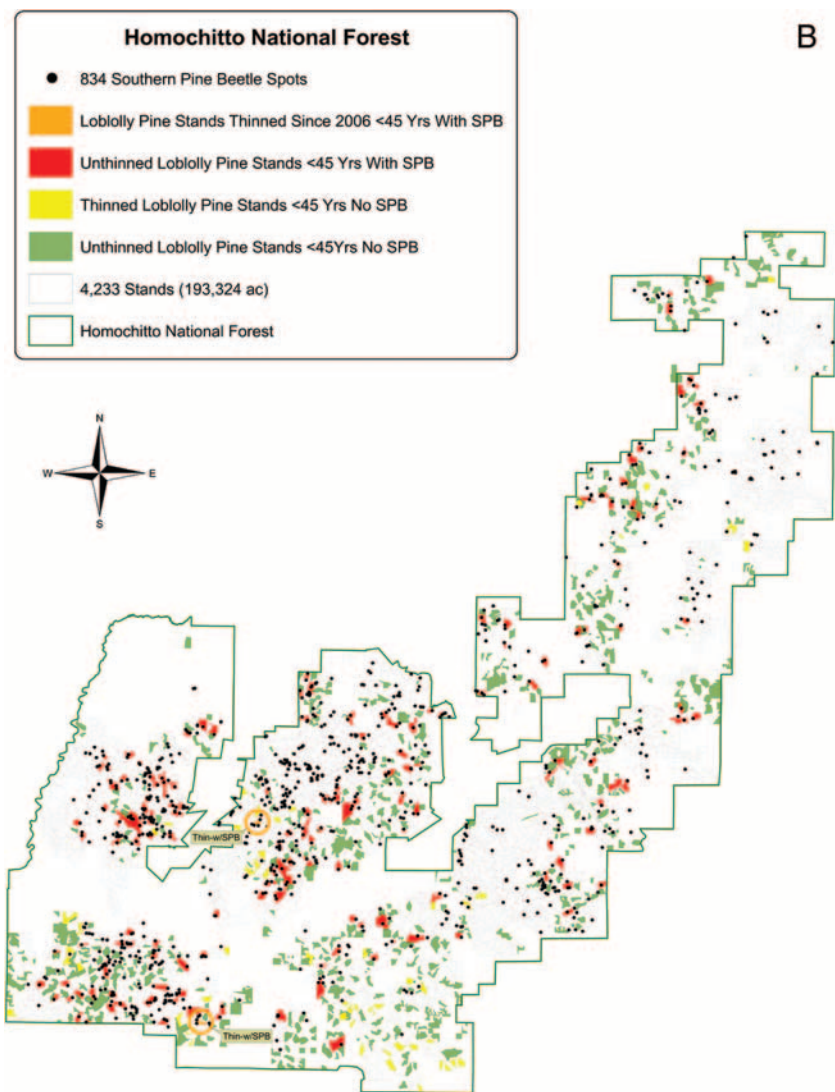 Homochitto National Forest
B
834 Southern Pine Beetle Spots
Loblolly Pine Stands Thinned Since 2006 <45 Yrs With SPB
Unthinned Loblolly Pine Stands <45 Yrs With SPB
Thinned Loblolly Pine Stands <45 Yrs No SPB
Unthinned Loblolly Pine Stands <45Yrs No SPB
4,233 Stands (193,324 ac)
Homochitto National Forest
N
W E
S
Thin-w/SPB
Thin-w/SPB